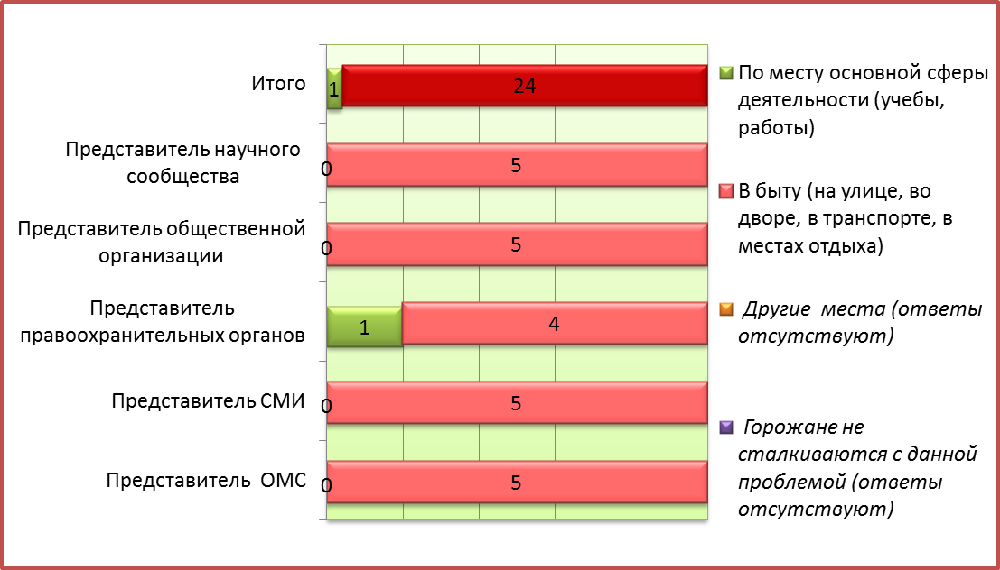 Итого
1
24
Представитель научного
сообщества
0
5
Представитель общественной
организации
0
5
Представитель
правоохранительных органов
1
4
Представитель СМИ
0
5
Представитель ОМС
0
5
По месту основной сферы
деятельности (учебы,
работы)
В быту (на улице, во
дворе, в транспорте, в
местах отдыха)
Другие места (ответы
отсутствуют)
Горожане не
сталкиваются с данной
проблемой (ответы
отсутствуют)